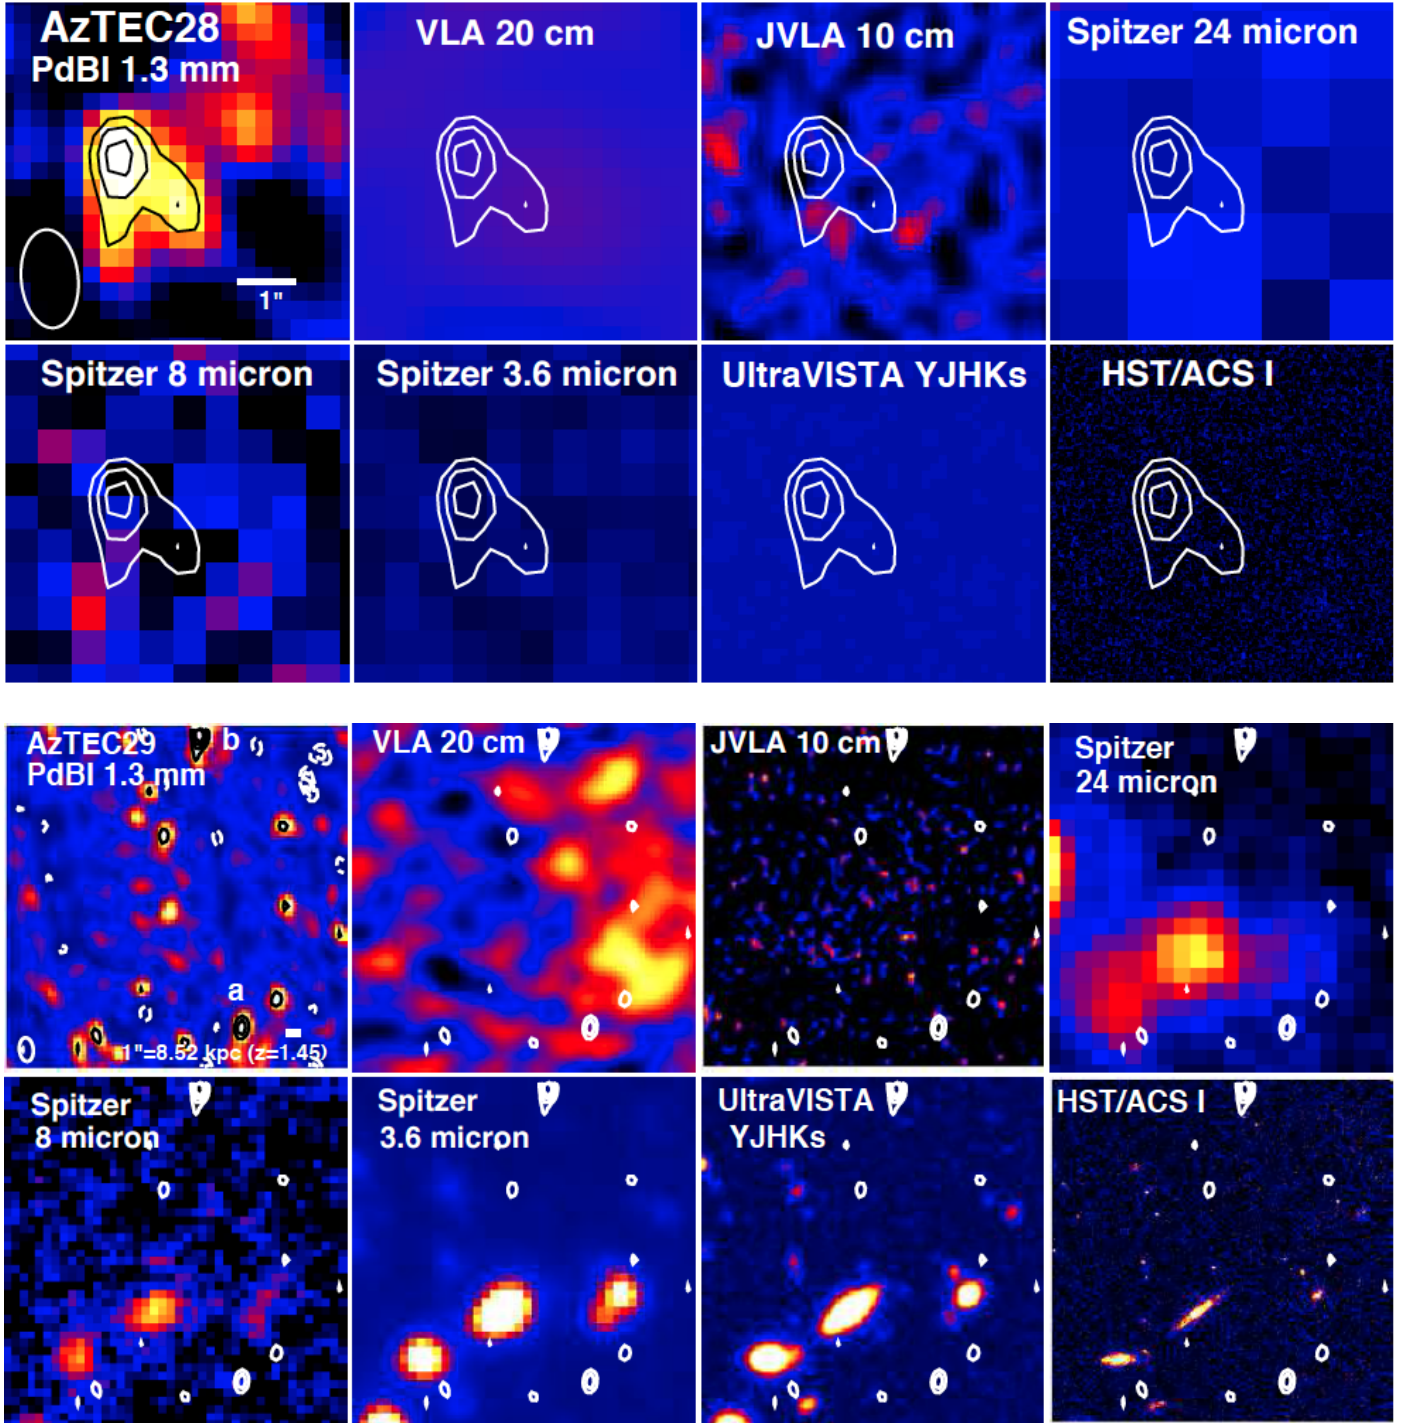 AzTEC28
PdBI 1.3 mm
1"
VLA 20 cm
JVLA 10 cm
Spitzer 24 micron
Spitzer 8 micron
Spitzer 3.6 micron
UltraVISTA YJHKs
HST/ACS I
AzTEC29
PdBI 1.3 mm
b
a
1"=8.52 kpc (z=1.45)
VLA 20 cm
JVLA 10 cm
Spitzer
24 micron
Spitzer
8 micron
Spitzer
3.6 micron
UltraVISTA
YJHKs
HST/ACS I